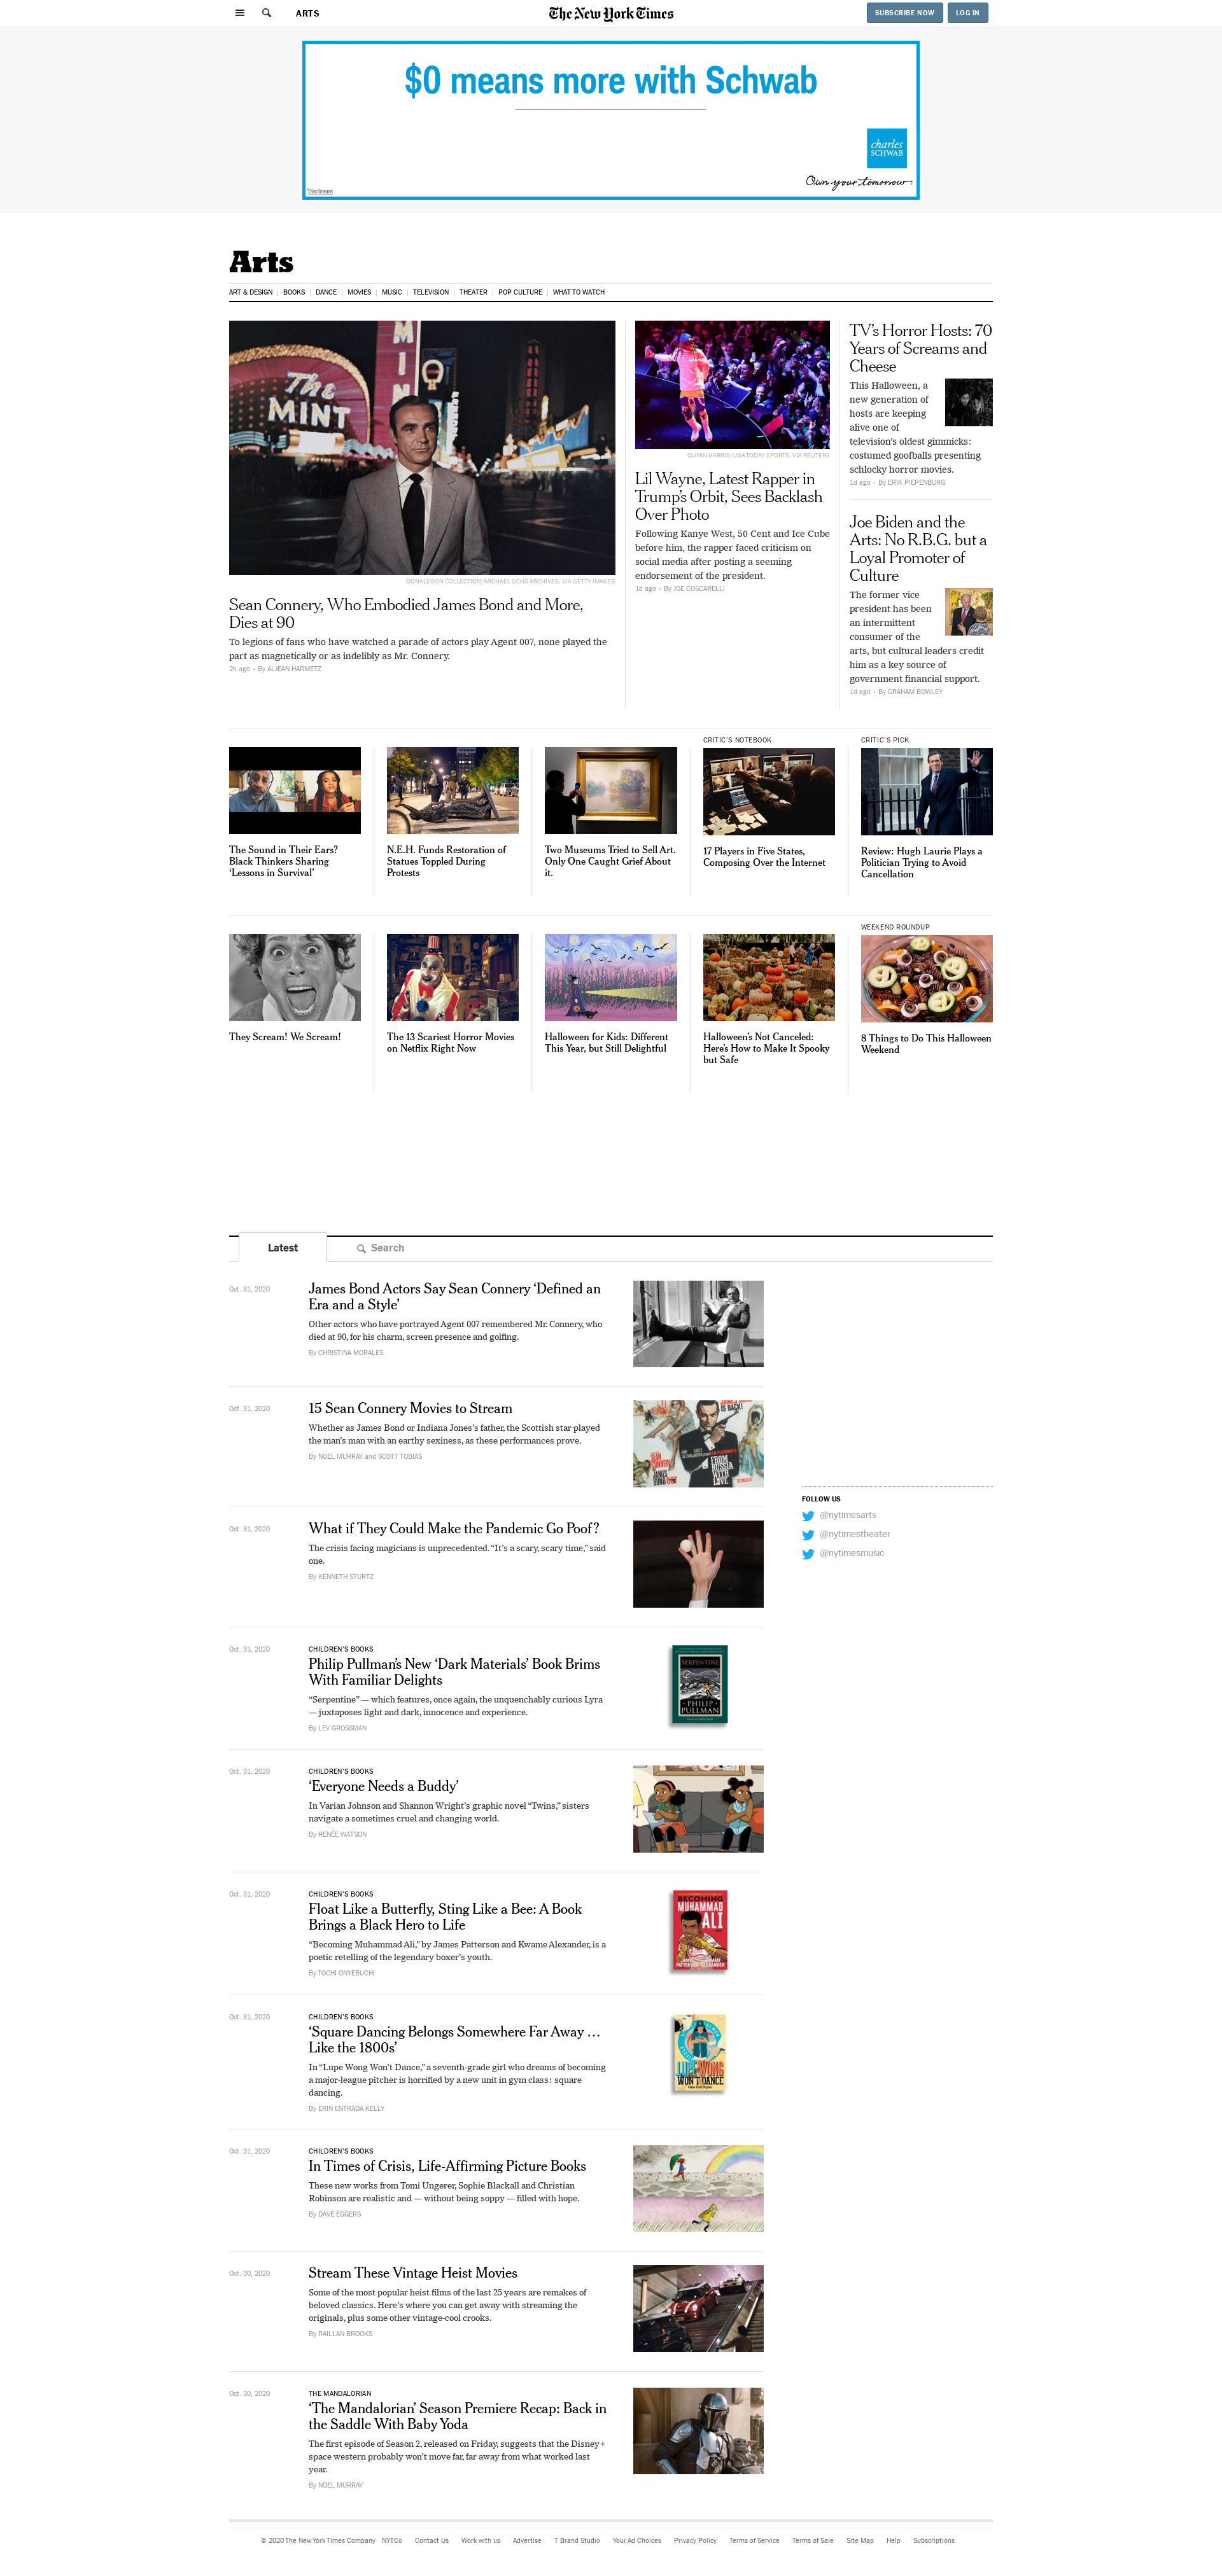 ARTS
The New York Times
SUBSCRIBE NOW
LOG IN
$0 means more with Schwab
charles
SCHWAB
Own your tomorrow
Disclosure
Arts
ART & DESIGN
BOOKS
DANCE
MOVIES
MUSIC
TELEVISION
THEATER
POP CULTURE
WHAT TO WATCH
The
MINT
DONALDSON COLLECTION/MICHAEL OCHS ARCHIVES, VIA GETTY IMAGES
Sean Connery, Who Embodied James Bond and More,
Dies at 90
To legions of fans who have watched a parade of actors play Agent 007, none played the
part as magnetically or as indelibly as Mr. Connery.
2h ago - By ALJEAN HARMETZ
QUINN HARRIS/USA TODAY SPORTS, VIA REUTERS
Lil Wayne, Latest Rapper in
Trump’s Orbit, Sees Backlash
Over Photo
Following Kanye West, 50 Cent and Ice Cube
before him, the rapper faced criticism on
social media after posting a seeming
endorsement of the president.
1d ago - By JOE COSCARELLI
TV’s Horror Hosts: 70
Years of Screams and
Cheese
This Halloween, a
new generation of
hosts are keeping
alive one of
television’s oldest gimmicks:
costumed goofballs presenting
schlocky horror movies.
1d ago - By ERIK PIEPENBURG
Joe Biden and the
Arts: No R.B.G. but a
Loyal Promoter of
Culture
The former vice
president has been
an intermittent
consumer of the
arts, but cultural leaders credit
him as a key source of
government financial support.
1d ago - By GRAHAM BOWLEY
The Sound in Their Ears?
Black Thinkers Sharing
‘Lessons in Survival’
N.E.H. Funds Restoration of
Statues Toppled During
Protests
Two Museums Tried to Sell Art.
Only One Caught Grief About
it.
CRITIC’S NOTEBOOK
17 Players in Five States,
Composing Over the Internet
CRITIC’S PICK
Review: Hugh Laurie Plays a
Politician Trying to Avoid
Cancellation
They Scream! We Scream!
The 13 Scariest Horror Movies
on Netflix Right Now
Halloween for Kids: Different
This Year, but Still Delightful
Halloween’s Not Canceled:
Here’s How to Make It Spooky
but Safe
WEEKEND ROUNDUP
8 Things to Do This Halloween
Weekend
Latest
Search
Oct. 31, 2020
James Bond Actors Say Sean Connery ‘Defined an
Era and a Style’
Other actors who have portrayed Agent 007 remembered Mr. Connery, who
died at 90, for his charm, screen presence and golfing.
By CHRISTINA MORALES
Oct. 31, 2020
15 Sean Connery Movies to Stream
Whether as James Bond or Indiana Jones’s father, the Scottish star played
the man’s man with an earthy sexiness, as these performances prove.
By NOEL MURRAY and SCOTT TOBIAS
IS BACK!
FROM
RUSSIA
WITH
LOVE
FOLLOW US
@nytimesarts
@nytimestheater
@nytimesmusic
Oct. 31, 2020
What if They Could Make the Pandemic Go Poof?
The crisis facing magicians is unprecedented. “It’s a scary, scary time,” said
one.
By KENNETH STURTZ
Oct. 31, 2020
CHILDREN’S BOOKS
Philip Pullman’s New ‘Dark Materials’ Book Brims
With Familiar Delights
“Serpentine” — which features, once again, the unquenchably curious Lyra
— juxtaposes light and dark, innocence and experience.
By LEV GROSSMAN
SERPENTINE
PHILIP
PULLMAN
Oct. 31, 2020
CHILDREN’S BOOKS
‘Everyone Needs a Buddy’
In Varian Johnson and Shannon Wright’s graphic novel “Twins,” sisters
navigate a sometimes cruel and changing world.
By RENÉE WATSON
Oct. 31, 2020
CHILDREN’S BOOKS
Float Like a Butterfly, Sting Like a Bee: A Book
Brings a Black Hero to Life
“Becoming Muhammad Ali,” by James Patterson and Kwame Alexander, is a
poetic retelling of the legendary boxer’s youth.
By TOCHI ONYEBUCHI
BECOMING
MUHAMMAD
ALI
JAMES KWAME
PATTERSON ALEXANDER
Oct. 31, 2020
CHILDREN’S BOOKS
‘Square Dancing Belongs Somewhere Far Away …
Like the 1800s’
In “Lupe Wong Won’t Dance,” a seventh-grade girl who dreams of becoming
a major-league pitcher is horrified by a new unit in gym class: square
dancing.
By ERIN ENTRADA KELLY
LUPE WONG
WON’T DANCE
Oct. 31, 2020
CHILDREN’S BOOKS
In Times of Crisis, Life-Affirming Picture Books
These new works from Tomi Ungerer, Sophie Blackall and Christian
Robinson are realistic and — without being soppy — filled with hope.
By DAVE EGGERS
Oct. 30, 2020
Stream These Vintage Heist Movies
Some of the most popular heist films of the last 25 years are remakes of
beloved classics. Here’s where you can get away with streaming the
originals, plus some other vintage-cool crooks.
By RAILLAN BROOKS
Oct. 30, 2020
THE MANDALORIAN
‘The Mandalorian’ Season Premiere Recap: Back in
the Saddle With Baby Yoda
The first episode of Season 2, released on Friday, suggests that the Disney+
space western probably won’t move far, far away from what worked last
year.
By NOEL MURRAY
© 2020 The New York Times Company NYTCo Contact Us Work with us Advertise T Brand Studio Your Ad Choices Privacy Policy Terms of Service Terms of Sale Site Map Help Subscriptions